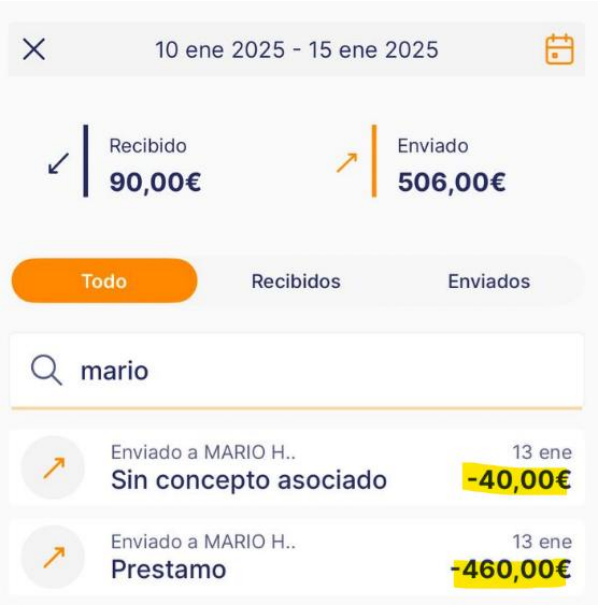 10 ene 2025 - 15 ene 2025
Recibido
90,00€
Enviado
506,00€
Todo
Recibidos
Enviados
mario
Enviado a MARIO H..
13 ene
Sin concepto asociado
-40,00€
Enviado a MARIO H..
13 ene
Prestamo
-460,00€